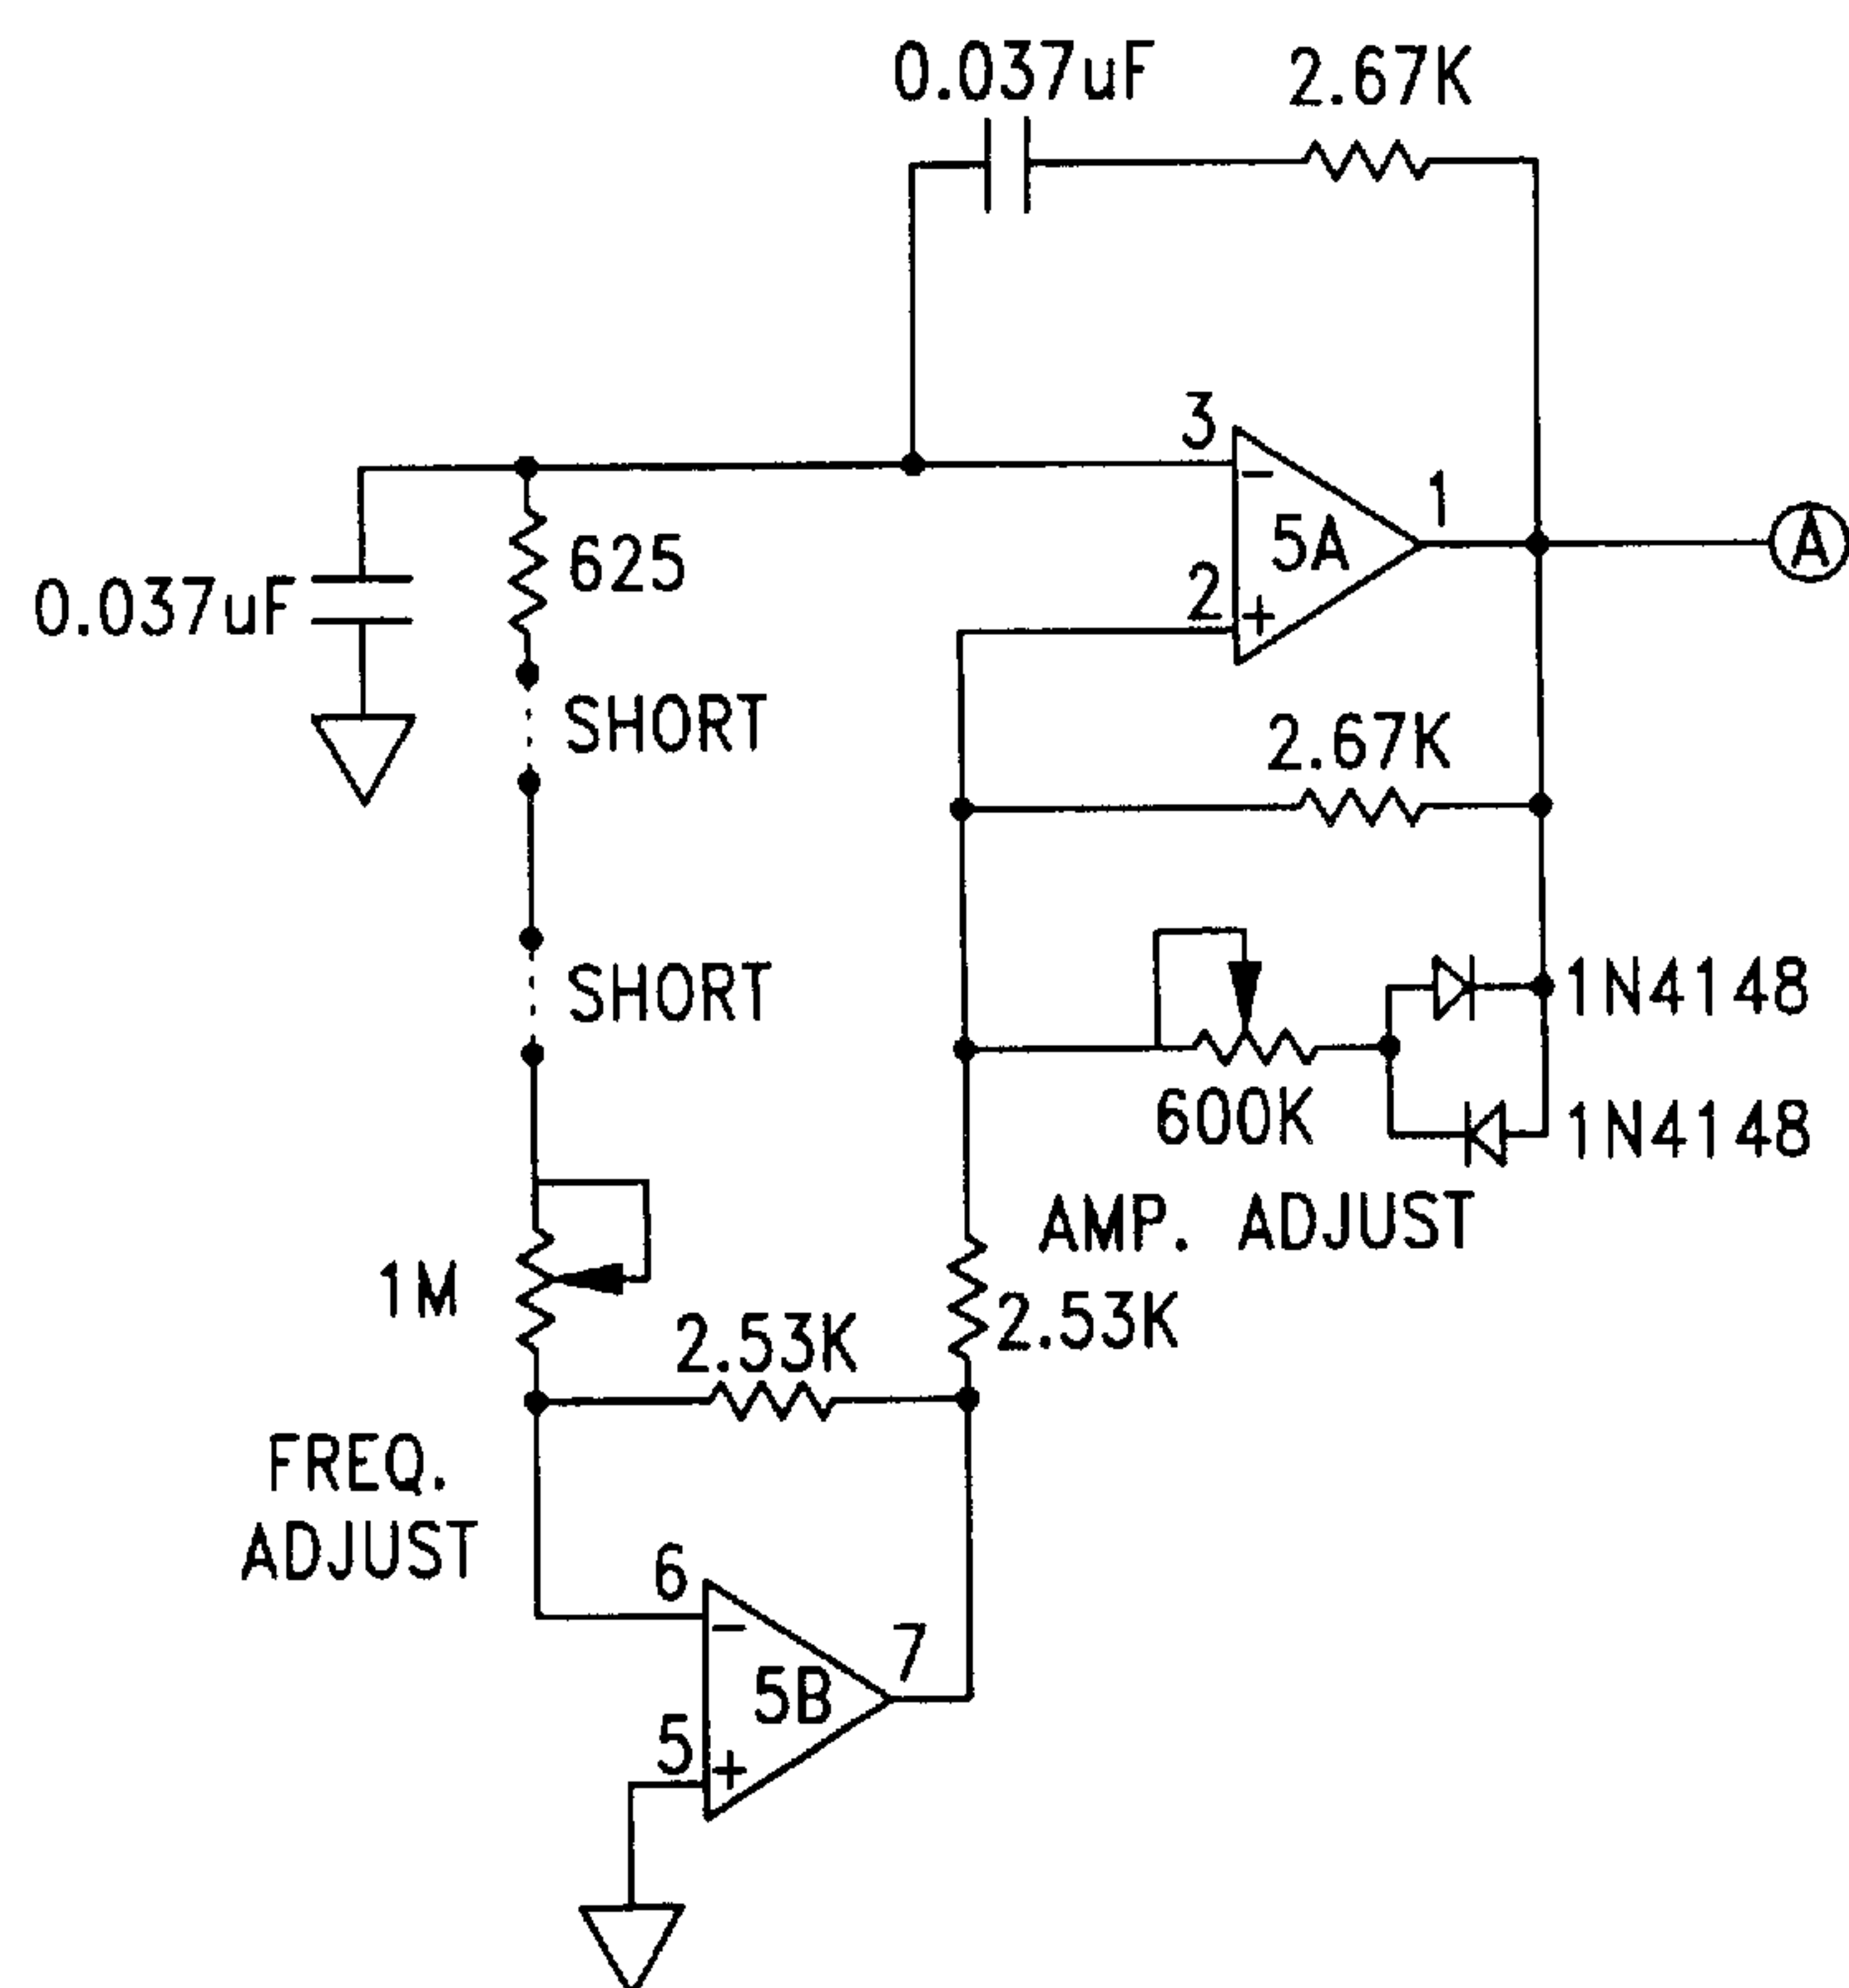 0.037uF
2.67K
3
-
5A
1
A
2
+
625
0.037uF
SHORT
2.67K
SHORT
1N4148
600K
1N4148
AMP. ADJUST
1M
2.53K
2.53K
FREQ.
ADJUST
6
-
7
5B
5
+